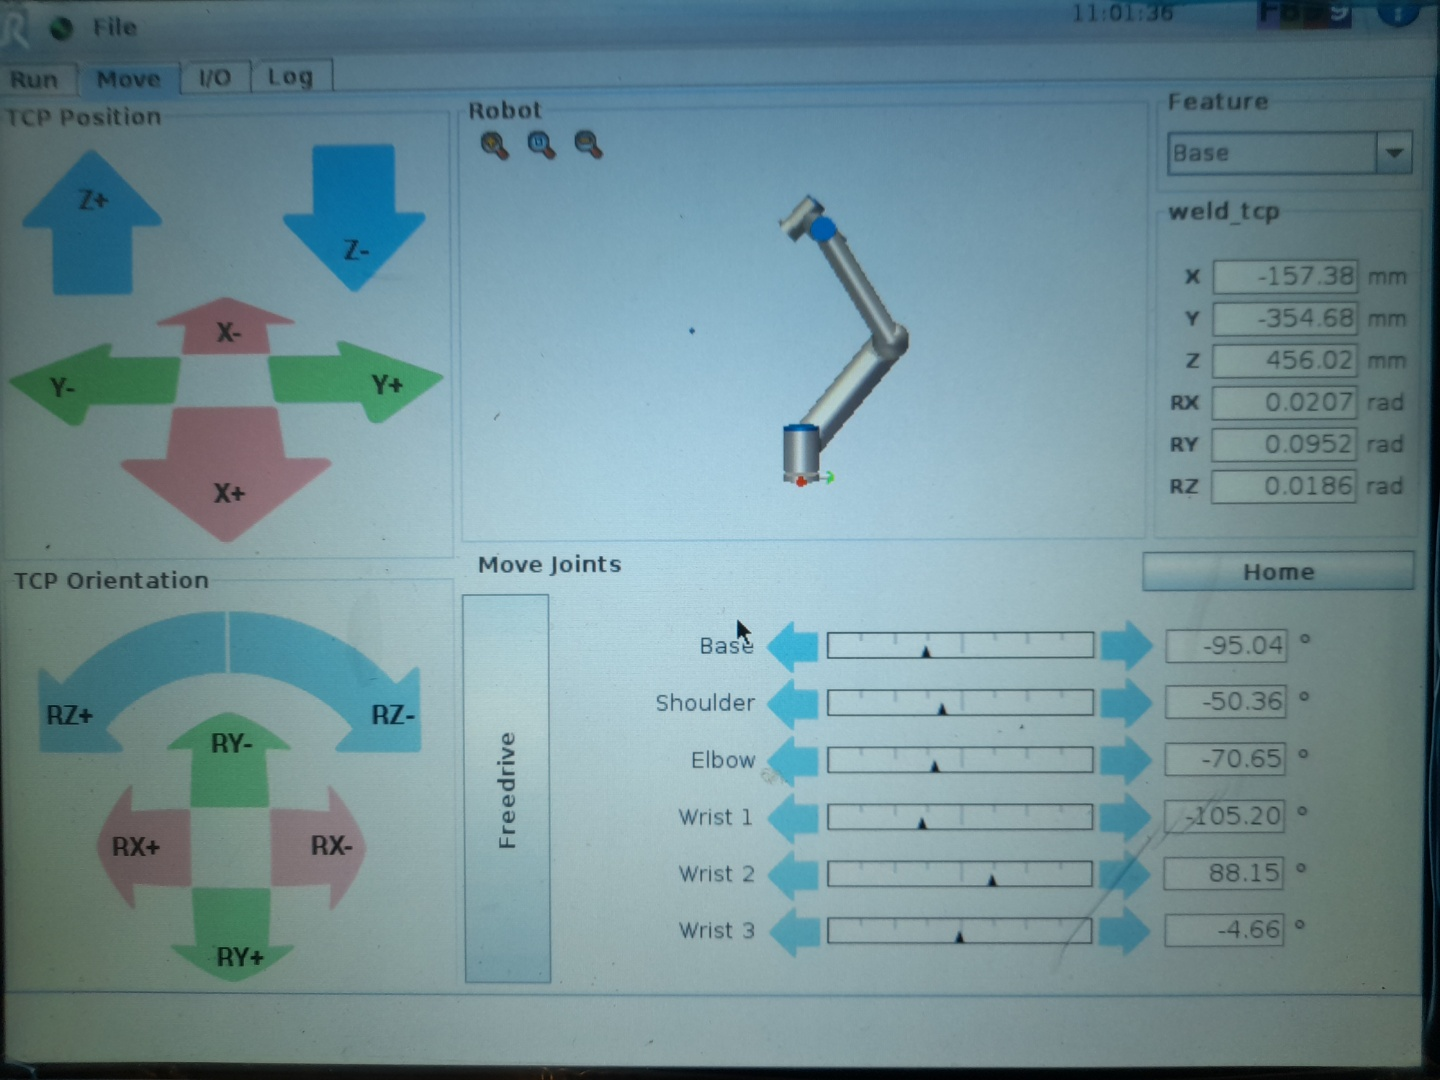 File
11:01:36
Run Move I/O Log
TCP Position
Z+
Z-
X-
Y-
Y+
X+
Robot
Feature
Base
weld_tcp
X -157.38 mm
Y -354.68 mm
Z 456.02 mm
RX 0.0207 rad
RY 0.0952 rad
RZ 0.0186 rad
TCP Orientation
RZ+
RZ-
RY-
RX+
RX-
RY+
Move Joints
Home
Freedrive
Base -95.04 °
Shoulder -50.36 °
Elbow -70.65 °
Wrist 1 -105.20 °
Wrist 2 88.15 °
Wrist 3 -4.66 °